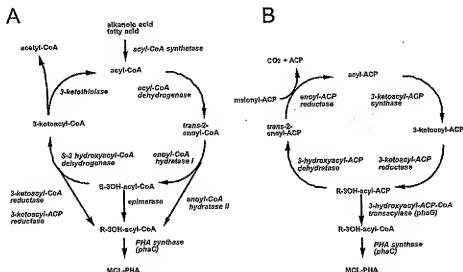 A
alkanoic acid
fatty acid
acetyl-CoA
acyl-CoA synthetase
acyl-CoA
3-ketothiolase
acyl-CoA
dehydrogenase
3-ketoacyl-CoA
trans-2-
enoyl-CoA
S-3 hydroxyacyl-CoA
dehydrogenase
enoyl-CoA
hydratase I
S-3OH-acyl-CoA
3-ketoacyl-CoA
reductase
3-ketoacyl-ACP
reductase
epimerase
enoyl-CoA
hydratase II
R-3OH-acyl-CoA
PHA synthase
(phaC)
MCL-PHA
B
CO2 + ACP
acyl-ACP
malonyl-ACP
enoyl-ACP
reductase
3-ketoacyl-ACP
synthase
trans-2-
enoyl-ACP
3-ketoacyl-ACP
3-hydroxyacyl-ACP
dehydratase
3-ketoacyl-ACP
reductase
R-3OH-acyl-ACP
3-hydroxyacyl-ACP-CoA
transacylase (phaG)
R-3OH-acyl-CoA
PHA synthase
(phaC)
MCL-PHA